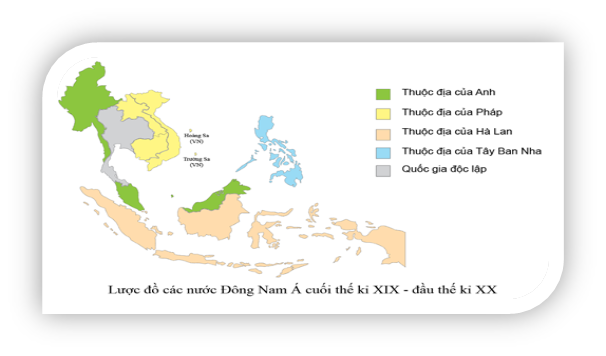 Thuộc địa của Anh
Thuộc địa của Pháp
Hoàng Sa
(VN)
Thuộc địa của Hà Lan
Thuộc địa của Tây Ban Nha
Trường Sa
(VN)
Quốc gia độc lập
Lược đồ các nước Đông Nam Á cuối thế kỉ XIX - đầu thế kỉ XX